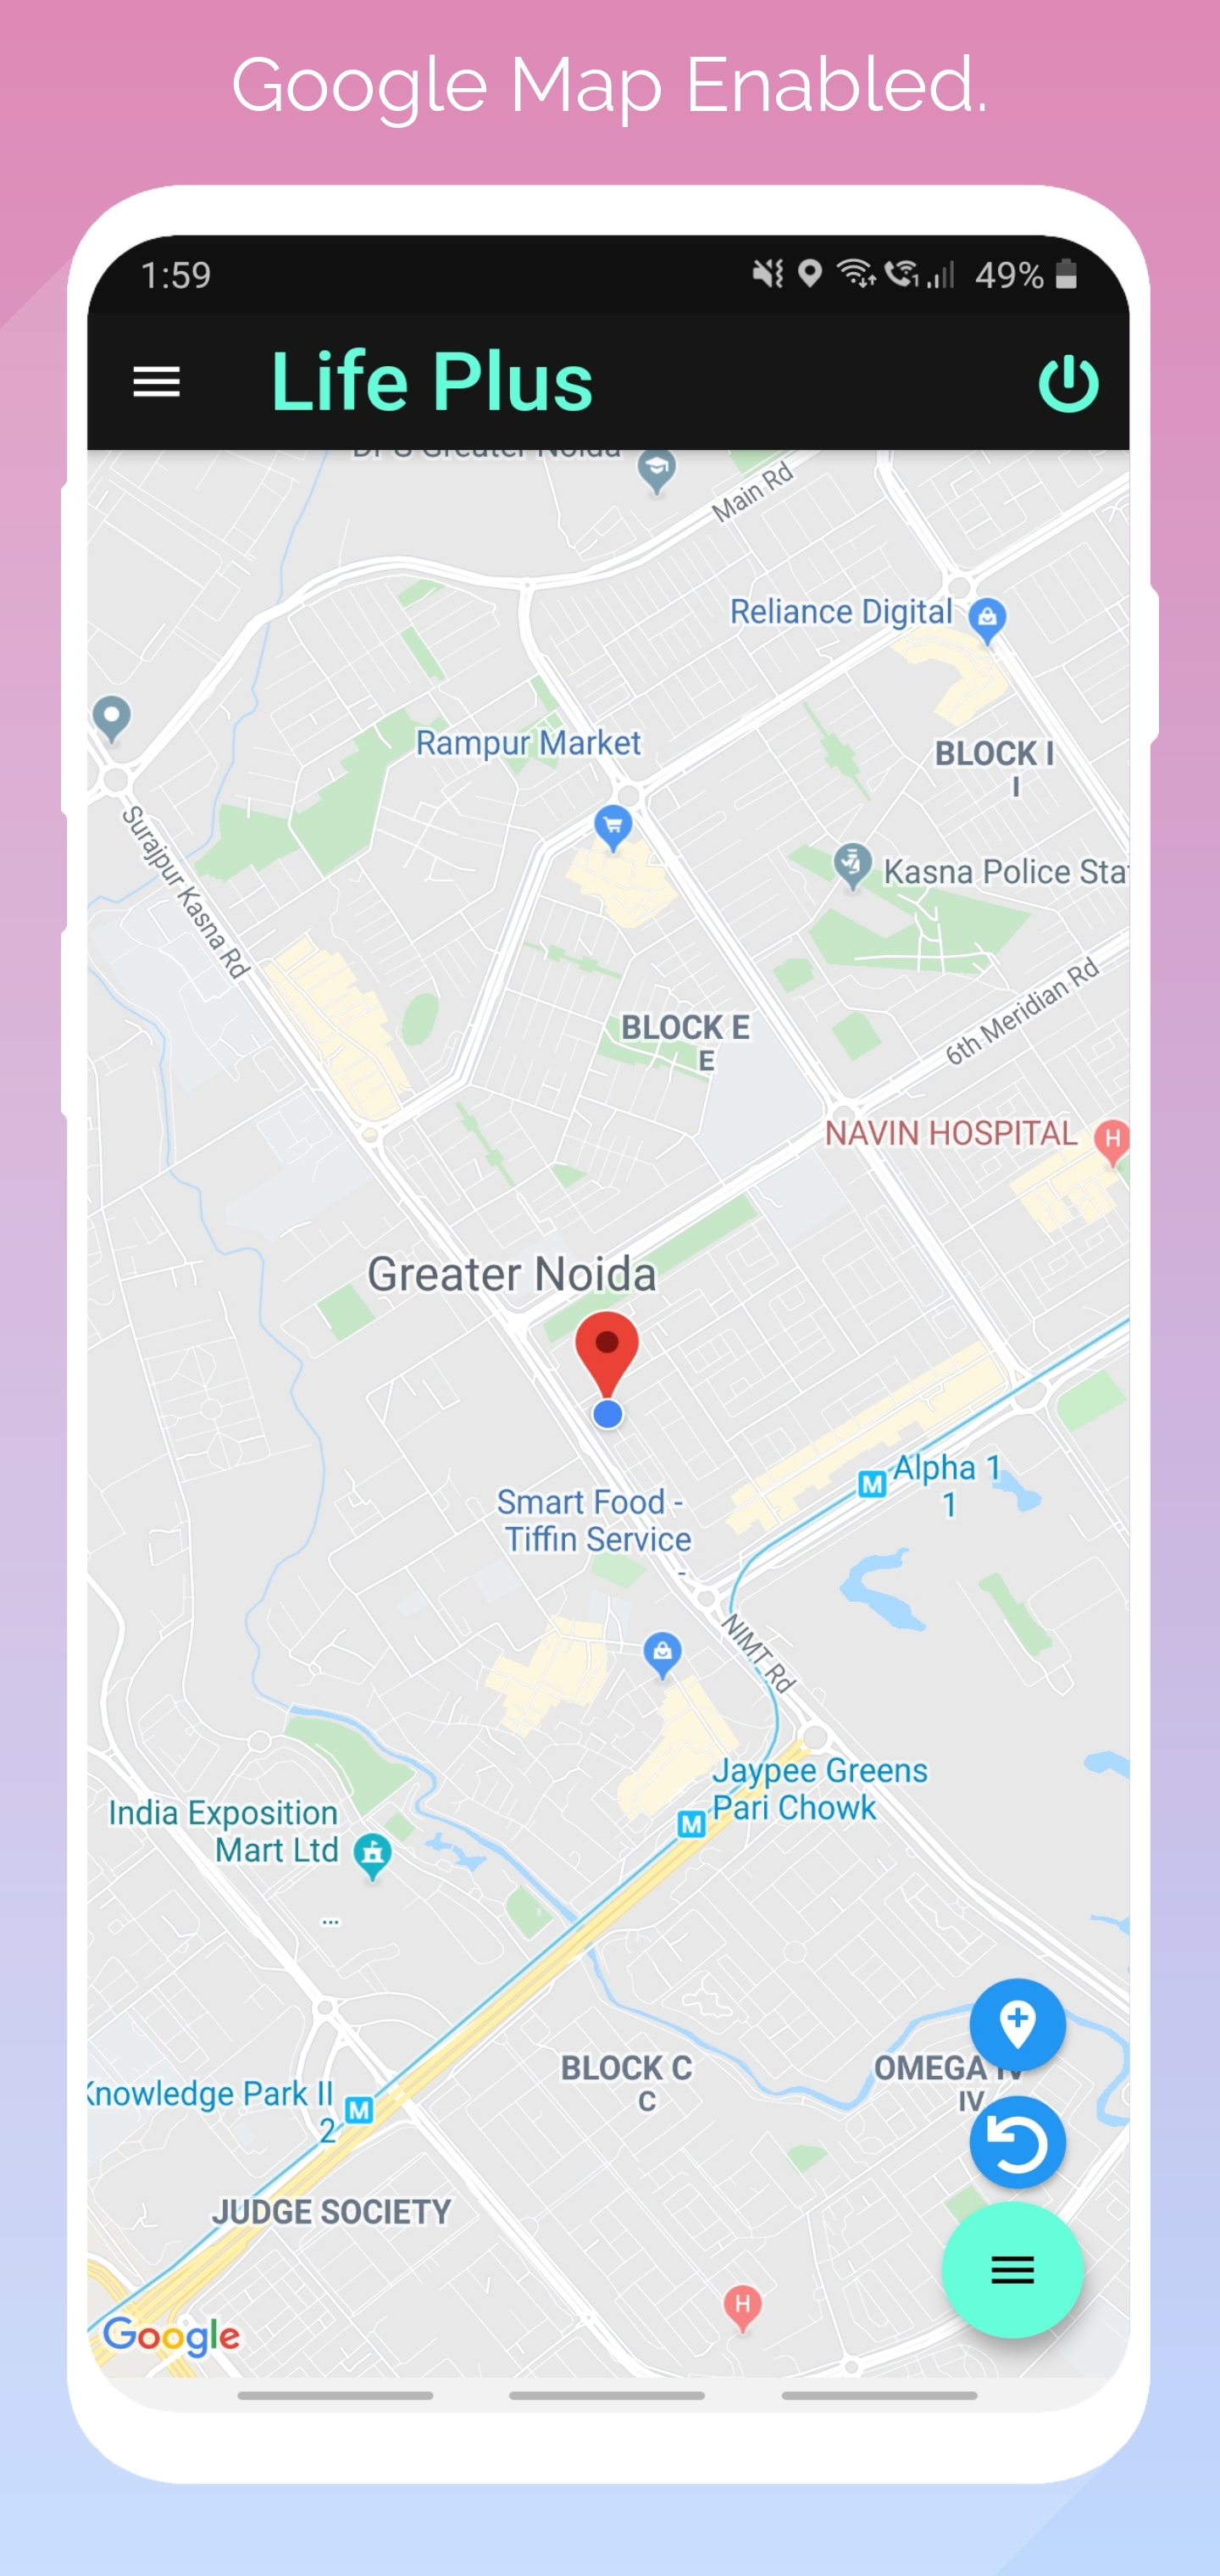 Google Map Enabled.
1:59
49%
Life Plus
DPS Greater Noida
Main Rd
Reliance Digital
Rampur Market
BLOCK I
I
Surajpur Kasna Rd
Kasna Police Sta
BLOCK E
E
6th Meridian Rd
NAVIN HOSPITAL
H
Greater Noida
M
Alpha 1
1
Smart Food -
Tiffin Service
-
NIMT Rd
Jaypee Greens
Pari Chowk
M
India Exposition
Mart Ltd
...
BLOCK C
C
OMEGA IV
IV
Knowledge Park II
2
M
JUDGE SOCIETY
H
Google